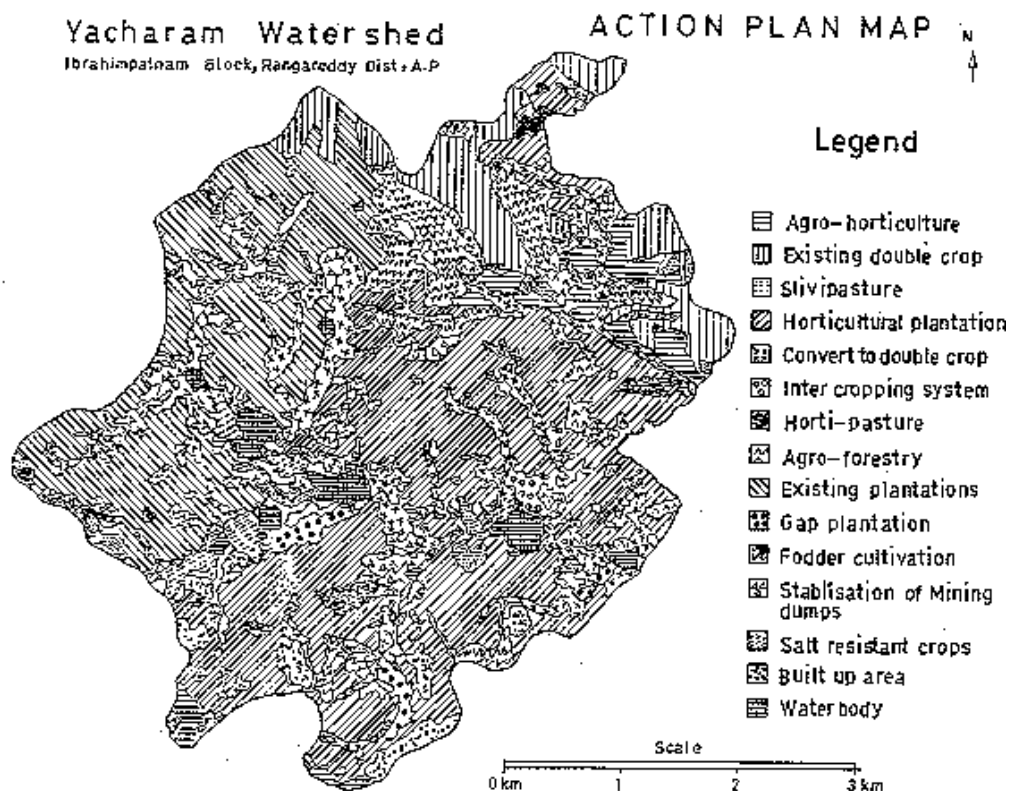 Yacharam Watershed
Ibrahimpatnam Block, Rangareddy Dist: A-P
ACTION PLAN MAP
N
Legend
Agro-horticulture
Existing double crop
Slivipasture
Horticultural plantation
Convert to double crop
Inter cropping system
Horti-pasture
Agro-forestry
Existing plantations
Gap plantation
Fodder cultivation
Stablisation of Mining
dumps
Salt resistant crops
Built up area
Waterbody
Scale
0 km 1 2 3 km